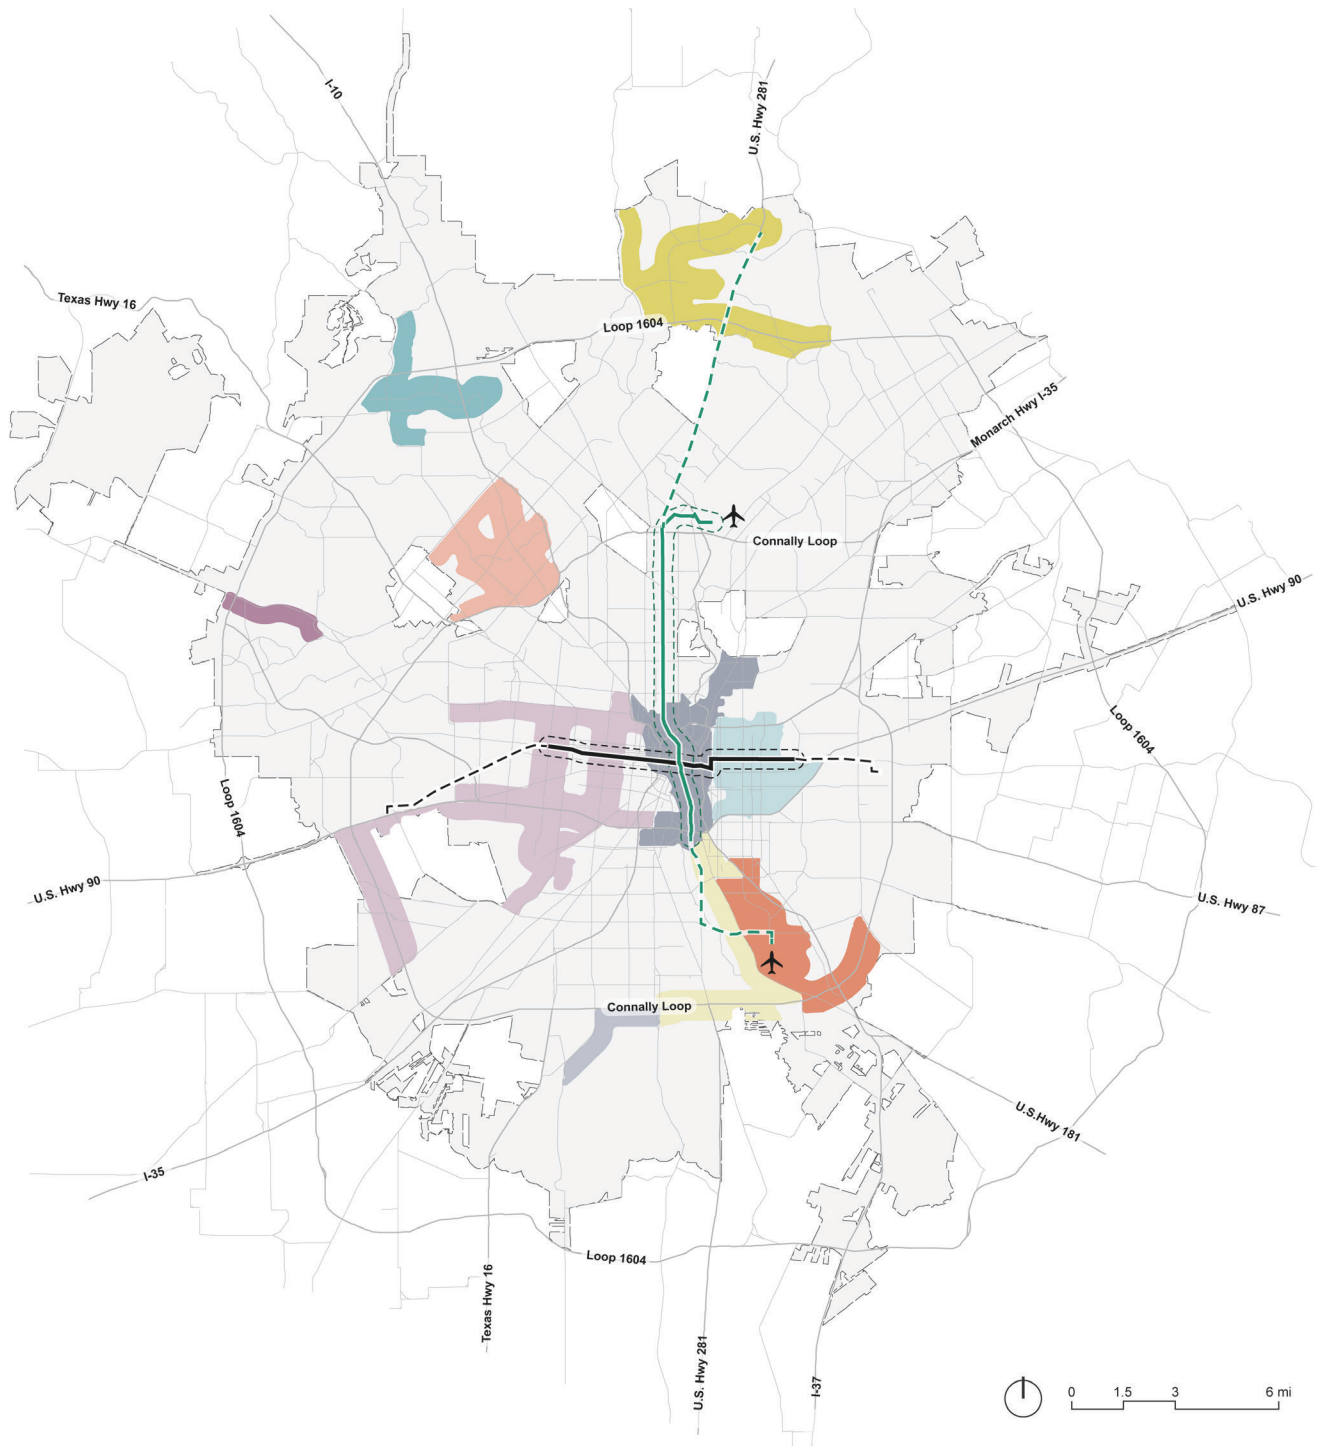 I-10
U.S. Hwy 281
Texas Hwy 16
Loop 1604
Monarch Hwy I-35
Connally Loop
U.S. Hwy 90
Loop 1604
Loop 1604
U.S. Hwy 90
U.S. Hwy 87
Connally Loop
U.S.Hwy 181
I-35
Loop 1604
Texas Hwy 16
U.S. Hwy 281
I-37
0 1.5 3 6 mi